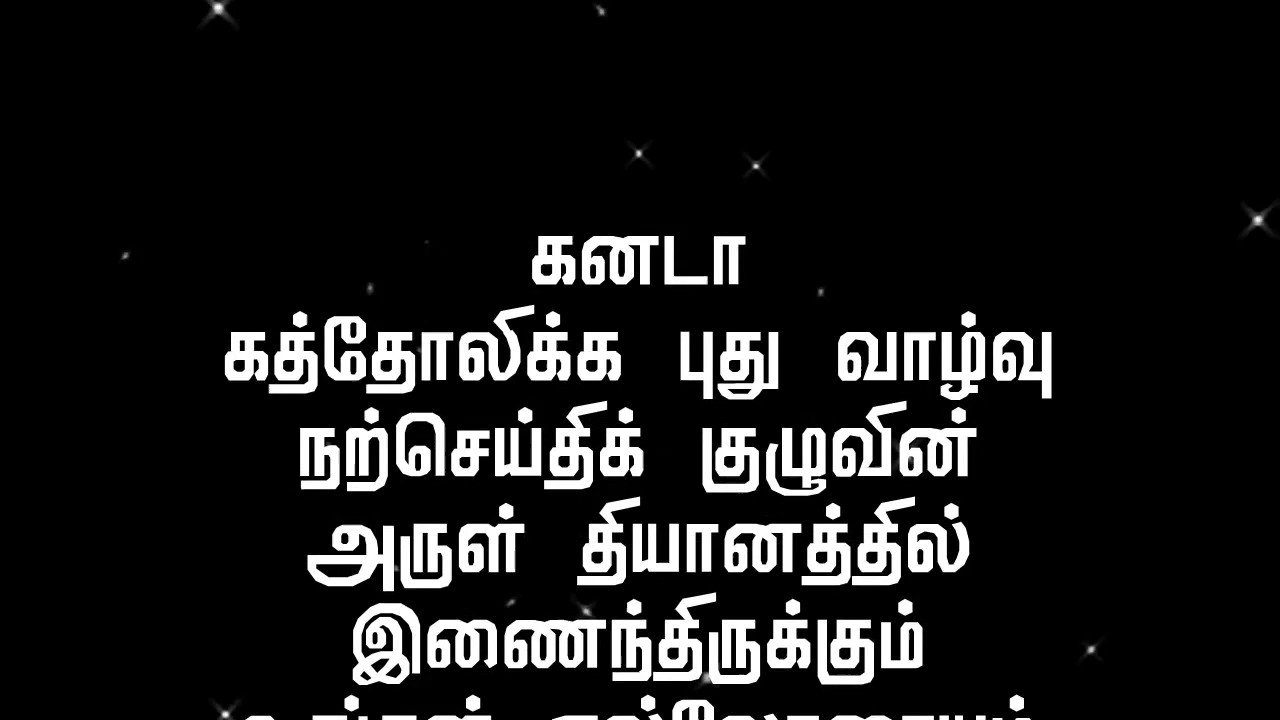 கனடா
கத்தோலிக்க புது வாழ்வு
நற்செய்திக் குழுவின்
அருள் தியானத்தில்
இணைந்திருக்கும்